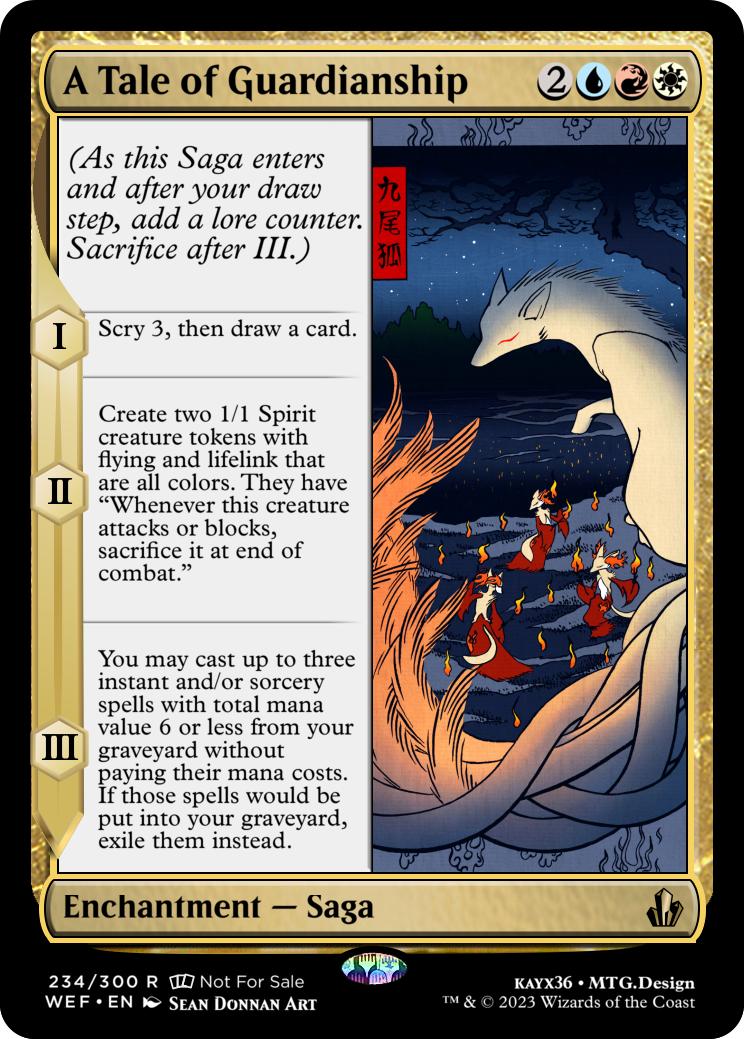 A Tale of Guardianship 2
(As this Saga enters
and after your draw
step, add a lore counter.
Sacrifice after III.)
九尾狐
I
Scry 3, then draw a card.
II
Create two 1/1 Spirit
creature tokens with
flying and lifelink that
are all colors. They have
“Whenever this creature
attacks or blocks,
sacrifice it at end of
combat.”
III
You may cast up to three
instant and/or sorcery
spells with total mana
value 6 or less from your
graveyard without
paying their mana costs.
If those spells would be
put into your graveyard,
exile them instead.
Enchantment — Saga
234/300 R Not For Sale
WEF • EN Sean Donnan Art
kayx36 • MTG.Design
™ & © 2023 Wizards of the Coast